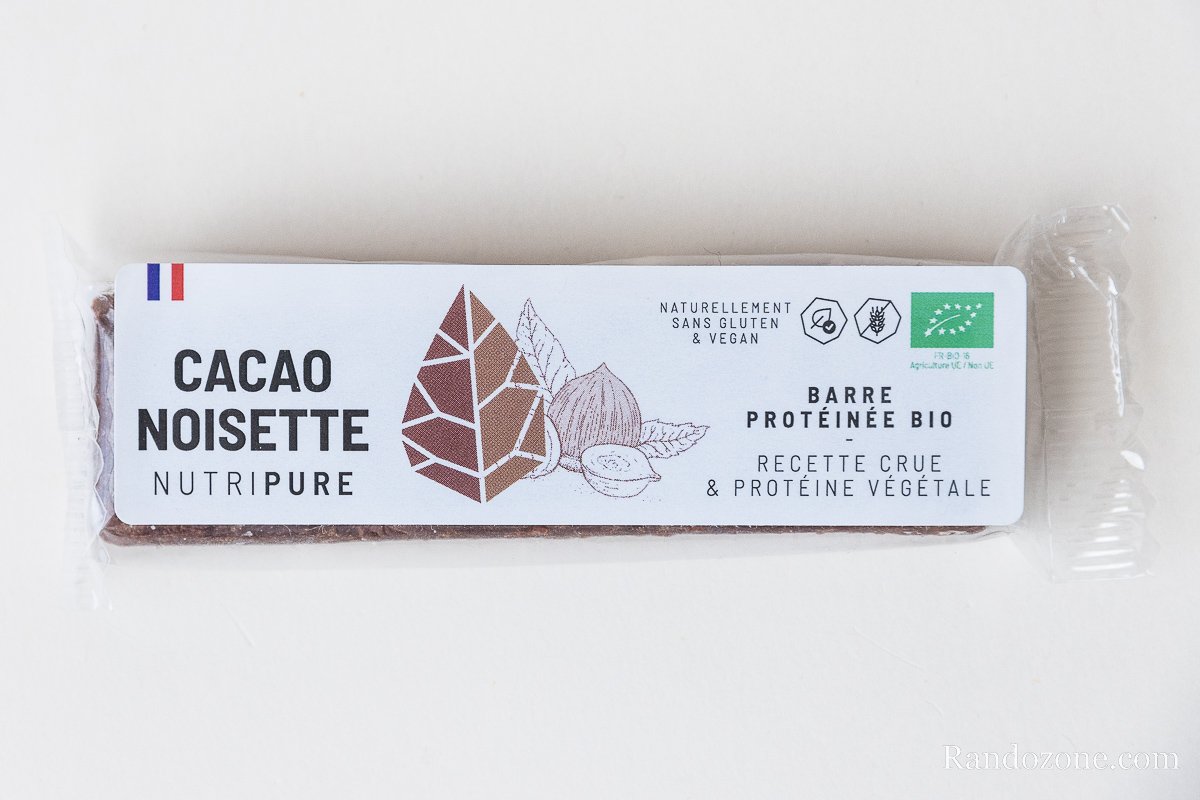 CACAO
NOISETTE
NUTRIPURE
NATURELLEMENT
SANS GLUTEN
& VEGAN
FR-BIO-16
Agriculture UE / Non UE
BARRE
PROTÉINÉE BIO
-
RECETTE CRUE
& PROTÉINE VÉGÉTALE
Randozone.com